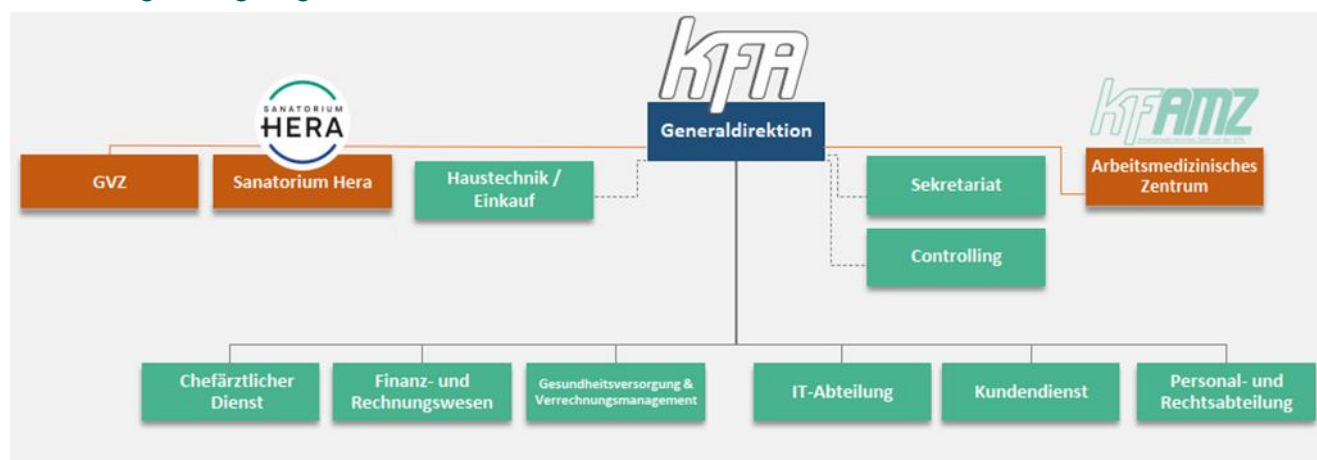 KFA
Generaldirektion
SANATORIUM
HERA
KFAMZ
GVZ
Sanatorium Hera
Haustechnik /
Einkauf
Sekretariat
Controlling
Arbeitsmedizinisches
Zentrum
Chefärztlicher
Dienst
Finanz- und
Rechnungswesen
Gesundheitsversorgung &
Verrechnungsmanagement
IT-Abteilung
Kundendienst
Personal- und
Rechtsabteilung